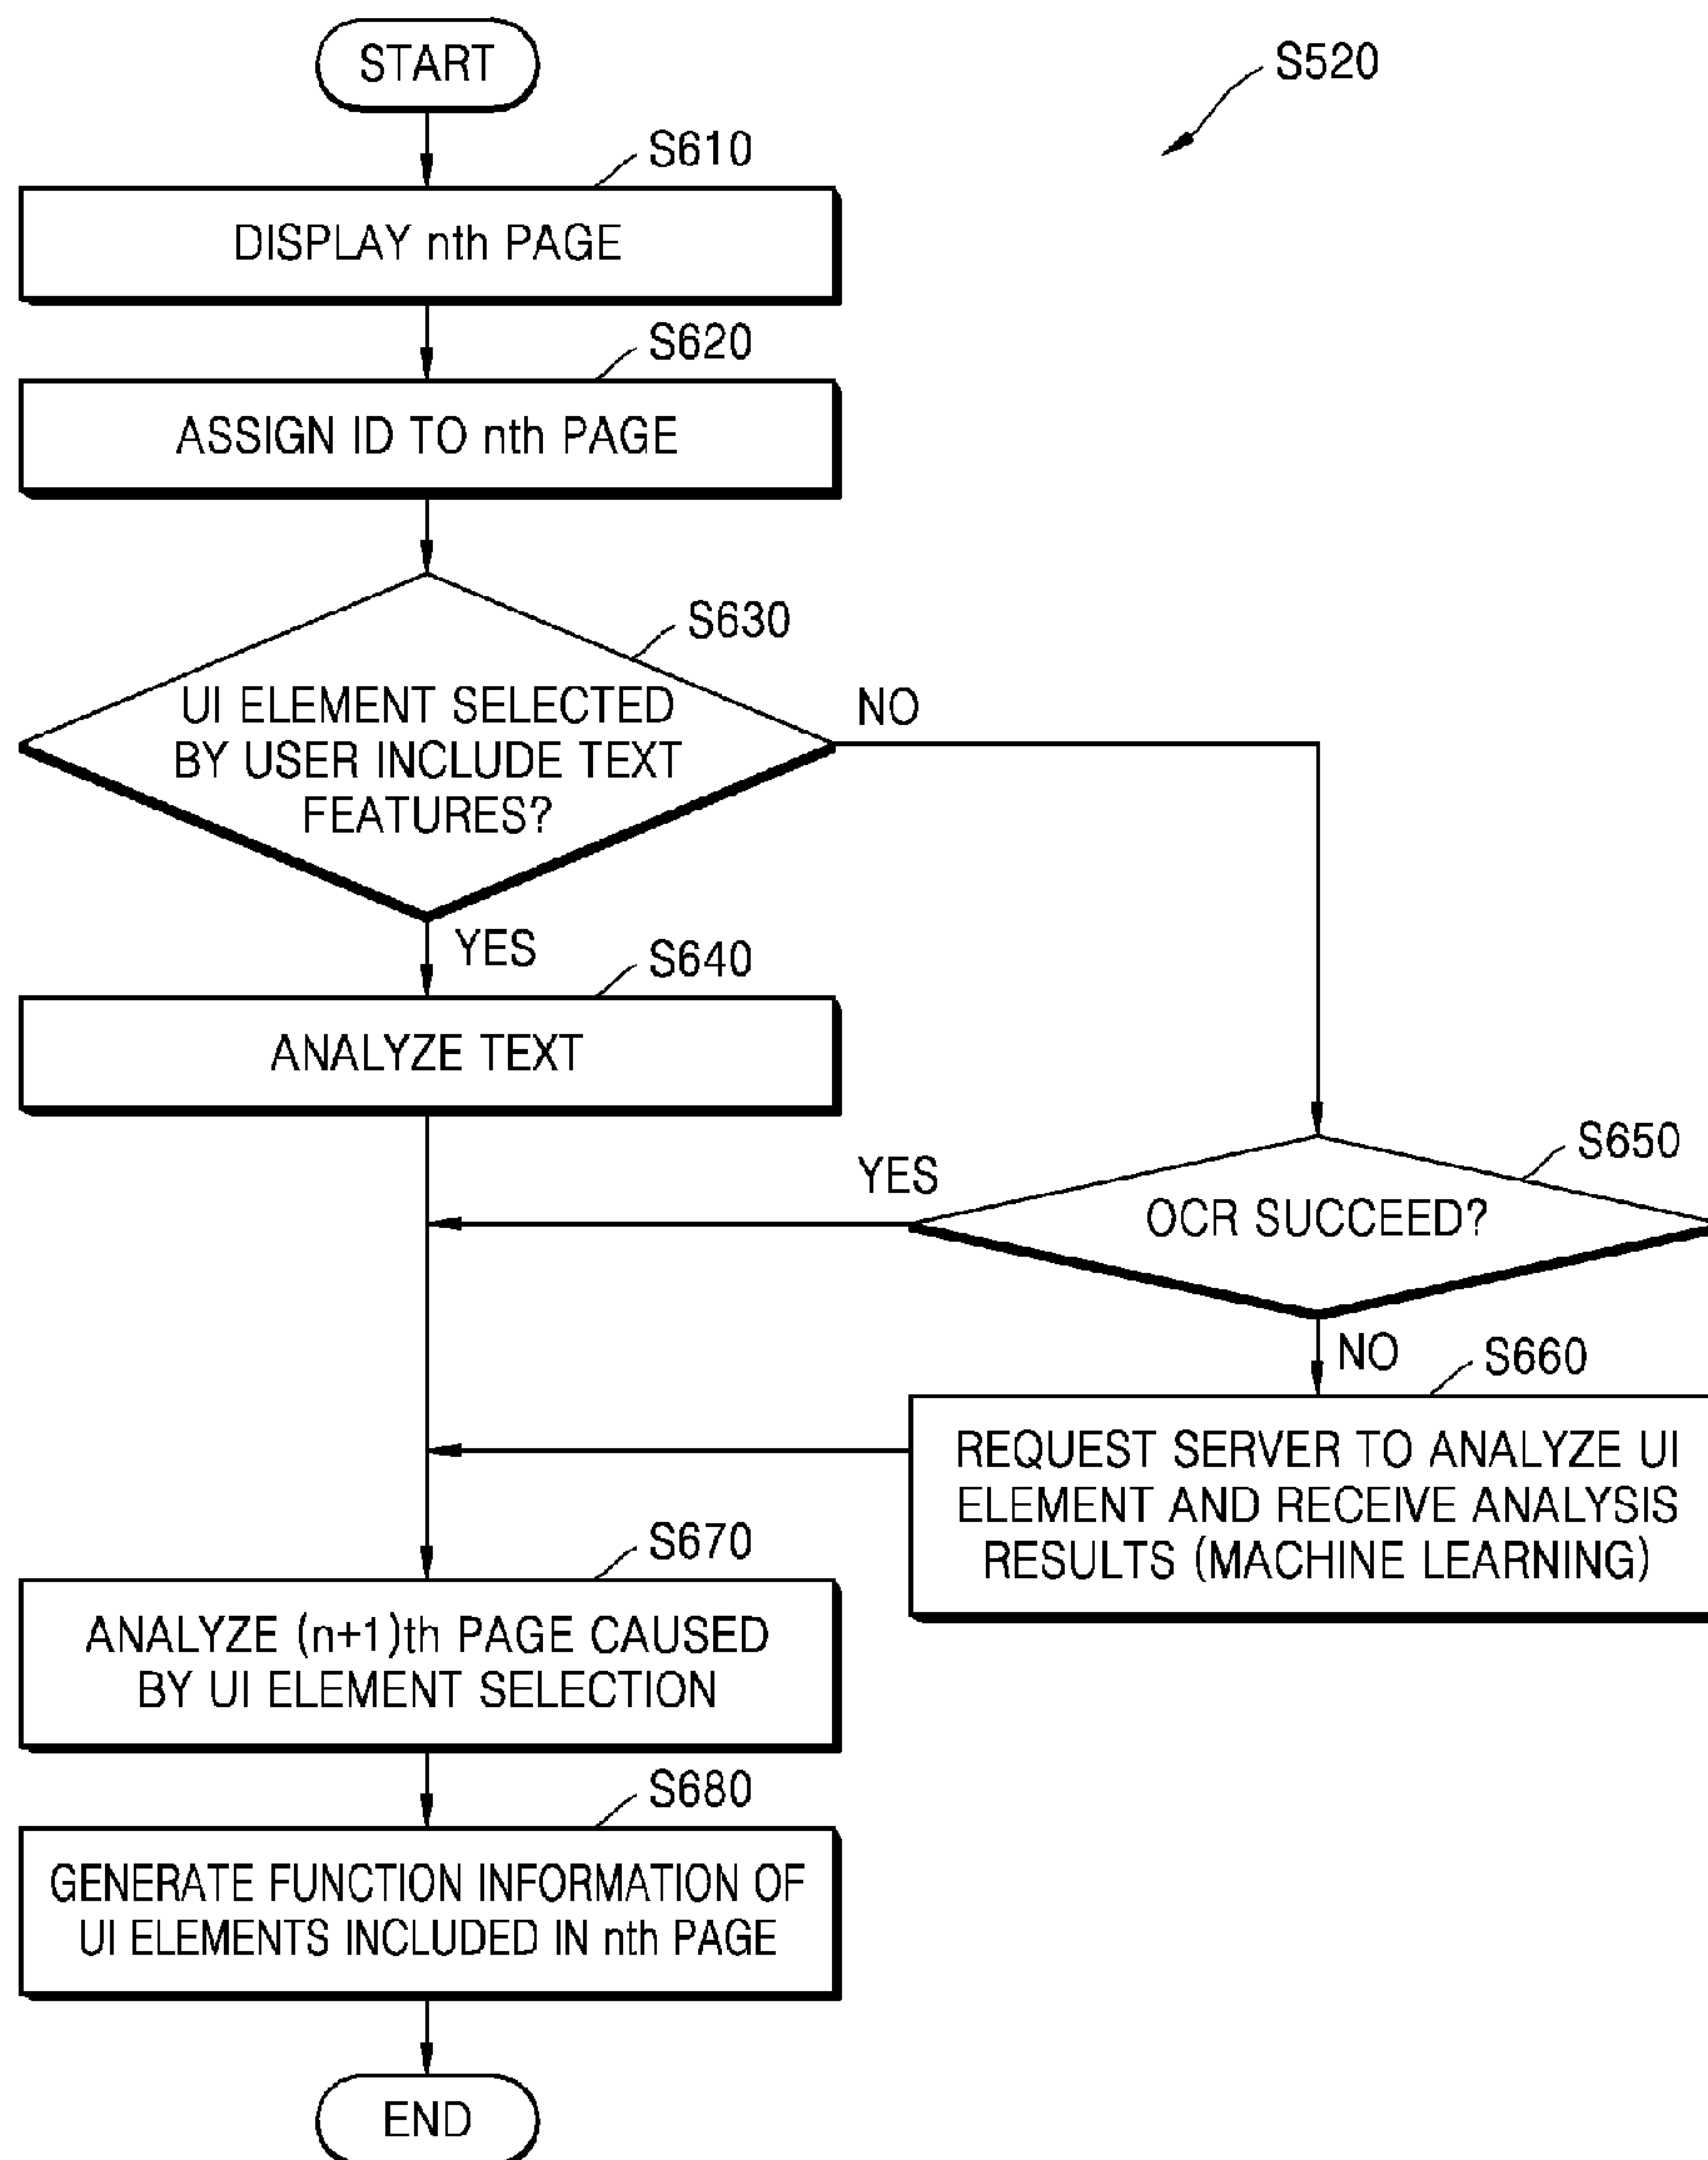 START
S520
S610
DISPLAY nth PAGE
S620
ASSIGN ID TO nth PAGE
S630
UI ELEMENT SELECTED
BY USER INCLUDE TEXT
FEATURES?
NO
YES
S640
ANALYZE TEXT
S650
YES
OCR SUCCEED?
NO
S660
REQUEST SERVER TO ANALYZE UI
ELEMENT AND RECEIVE ANALYSIS
RESULTS (MACHINE LEARNING)
S670
ANALYZE (n+1)th PAGE CAUSED
BY UI ELEMENT SELECTION
S680
GENERATE FUNCTION INFORMATION OF
UI ELEMENTS INCLUDED IN nth PAGE
END